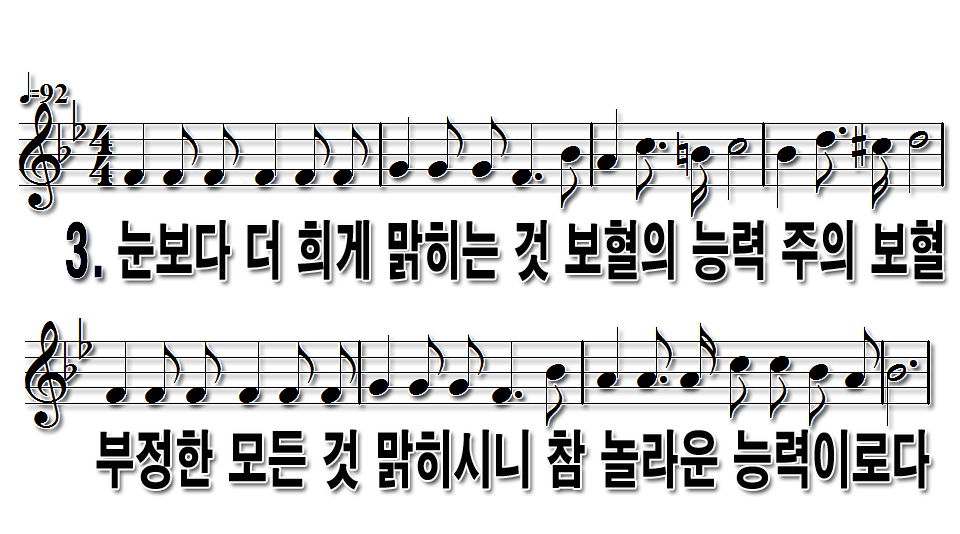 ♩=92
3. 눈보다 더 희게 맑히는 것 보혈의 능력 주의 보혈
부정한 모든 것 맑히시니 참 놀라운 능력이로다